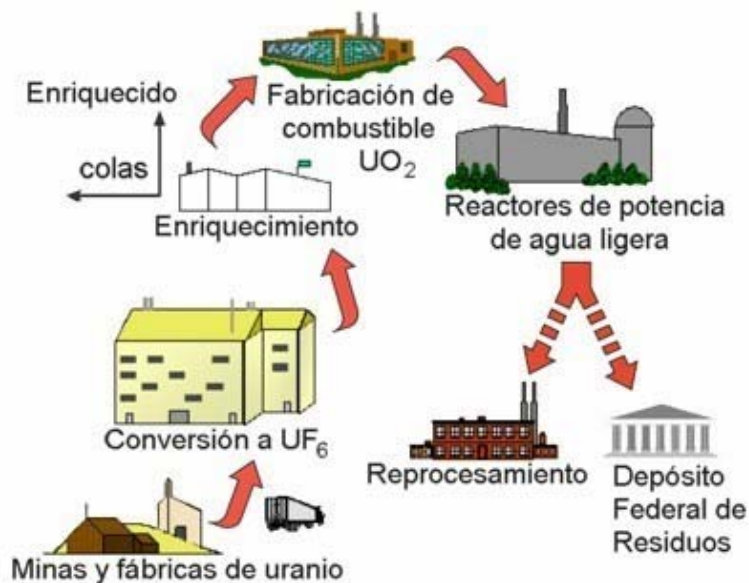 Enriquecido
colas
Fabricación de
combustible
UO₂
Enriquecimiento
Reactores de potencia
de agua ligera
Conversión a UF₆
Reprocesamiento
Depósito
Federal de
Residuos
Minas y fábricas de uranio